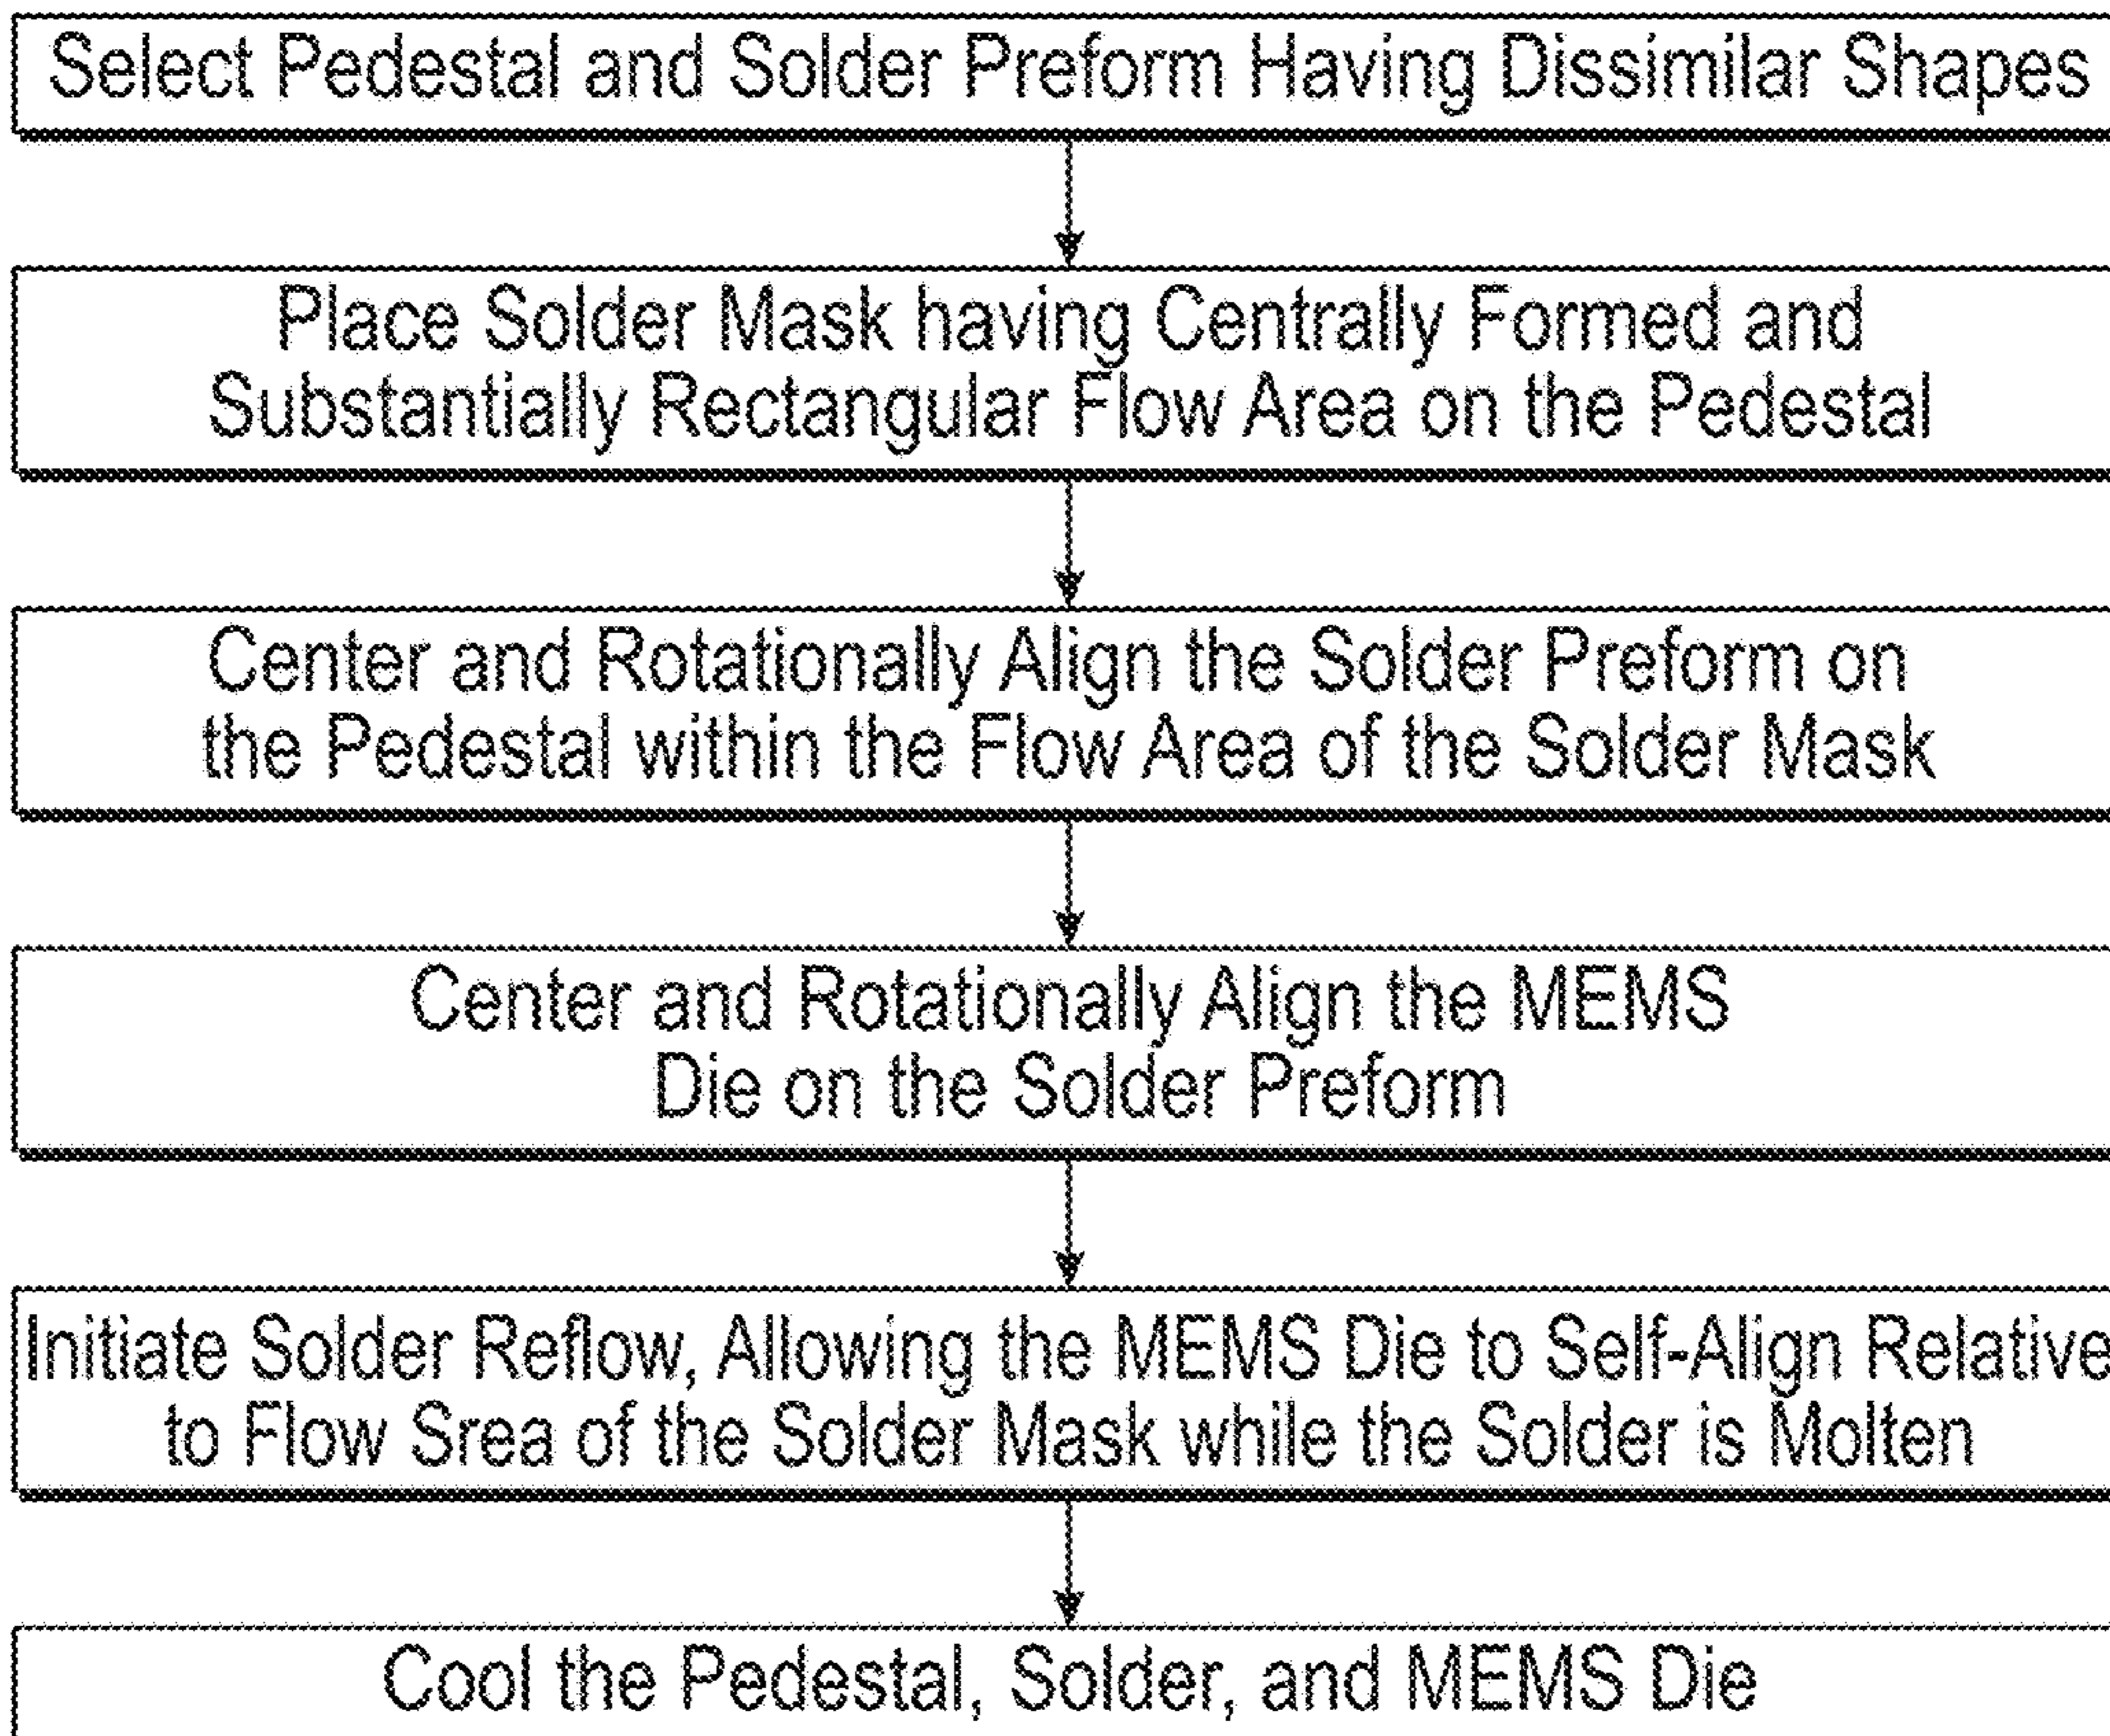 Select Pedestal and Solder Preform Having Dissimilar Shapes
Place Solder Mask having Centrally Formed and
Substantially Rectangular Flow Area on the Pedestal
Center and Rotationally Align the Solder Preform on
the Pedestal within the Flow Area of the Solder Mask
Center and Rotationally Align the MEMS
Die on the Solder Preform
Initiate Solder Reflow, Allowing the MEMS Die to Self-Align Relative
to Flow Srea of the Solder Mask while the Solder is Molten
Cool the Pedestal, Solder, and MEMS Die